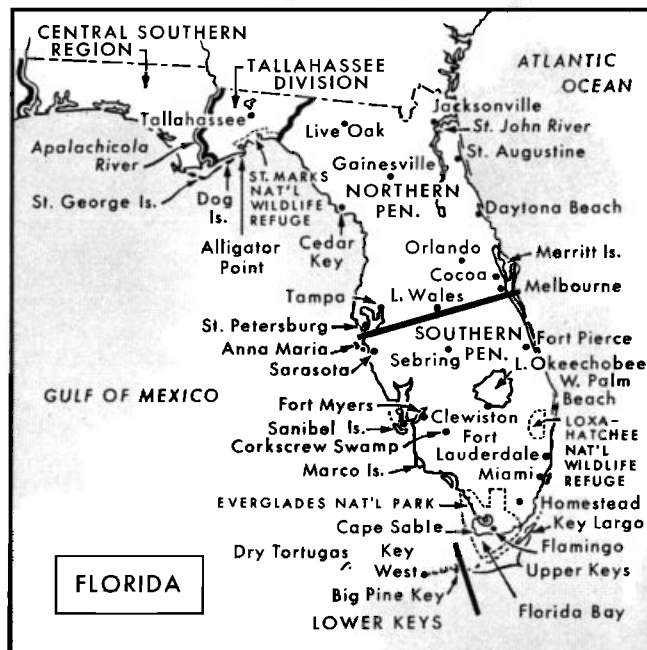 CENTRAL SOUTHERN
REGION
TALLAHASSEE
DIVISION
ATLANTIC
OCEAN
Tallahassee
Live Oak
Jacksonville
St. John River
St. Augustine
Apalachicola
River
Gainesville
NORTHERN
PEN.
St. George Is.
Dog
Is.
ST. MARKS
NAT'L
WILDLIFE
REFUGE
Alligator
Point
Cedar
Key
Daytona Beach
Orlando
Merritt Is.
Cocoa
Melbourne
Tampa
L. Wales
St. Petersburg
SOUTHERN
PEN.
Fort Pierce
Anna Maria
Sebring
Sarasota
L. Okeechobee
GULF OF MEXICO
W. Palm
Beach
Fort Myers
Clewiston
LOXA-
HATCHEE
NAT'L
WILDLIFE
REFUGE
Sanibel Is.
Corkscrew Swamp
Fort
Lauderdale
Marco Is.
Miami
EVERGLADES NAT'L PARK
Homestead
Cape Sable
Key Largo
Flamingo
Dry Tortugas
Key
West
Upper Keys
Big Pine Key
Florida Bay
LOWER KEYS
FLORIDA